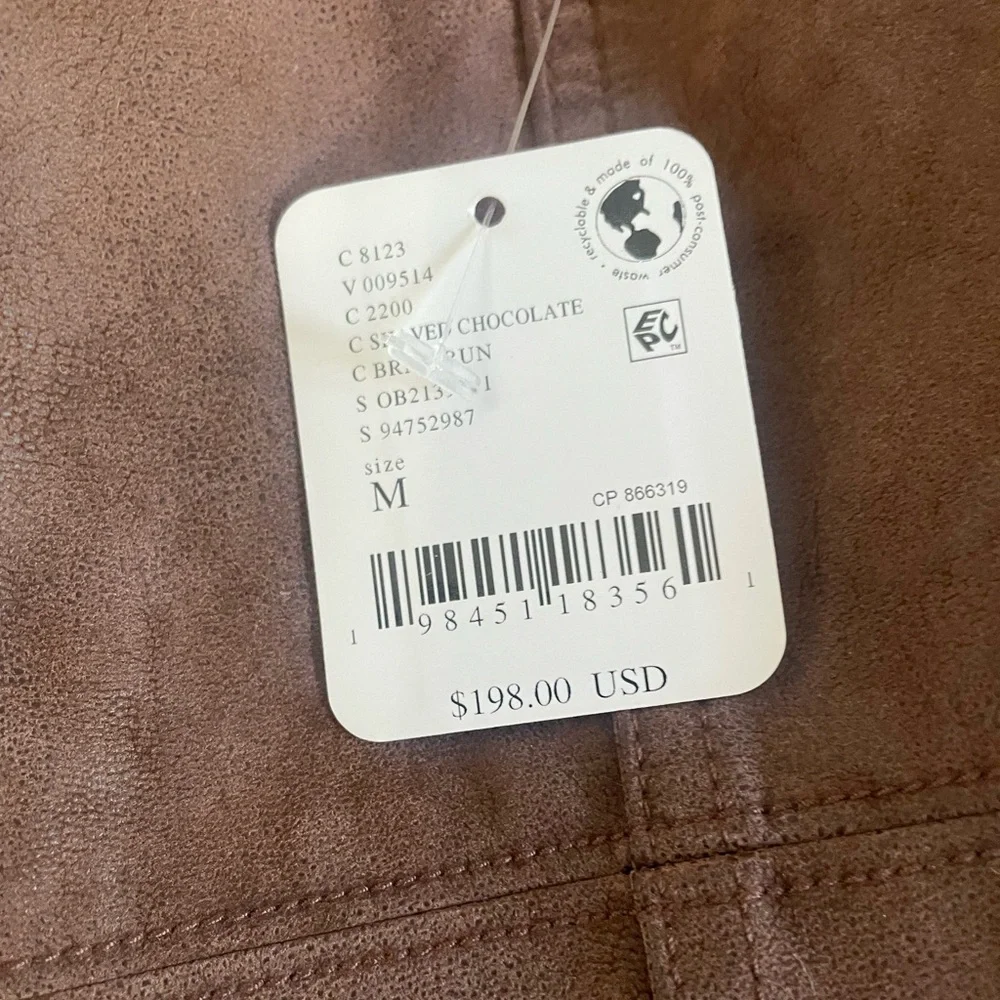 recyclable & made of 100% post-consumer waste
C 8123
V 009514
C 2200
C CHOCOLATE
C
S
S 94752987
EPC TM
size
M
CP 866319
1 98451 18356 1
$198.00 USD